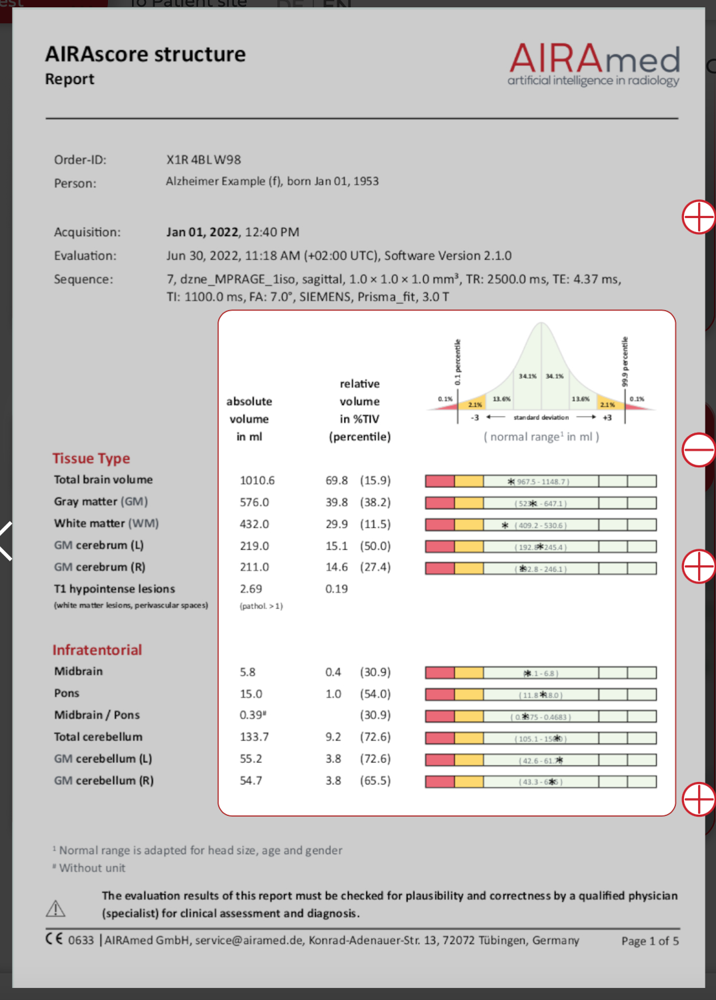 est
To Patient site
DE | EN
AIRAscore structure
Report
AIRAmed
artificial intelligence in radiology
Order-ID: X1R 4BL W98
Person: Alzheimer Example (f), born Jan 01, 1953
Acquisition: Jan 01, 2022, 12:40 PM
Evaluation: Jun 30, 2022, 11:18 AM (+02:00 UTC), Software Version 2.1.0
Sequence: 7, dzne_MPRAGE_1iso, sagittal, 1.0 × 1.0 × 1.0 mm³, TR: 2500.0 ms, TE: 4.37 ms,
TI: 1100.0 ms, FA: 7.0°, SIEMENS, Prisma_fit, 3.0 T
absolute
volume
in ml
relative
volume
in %TIV
(percentile)
0.1 percentile
99.9 percentile
0.1% 2.1% 13.6% 34.1% 34.1% 13.6% 2.1% 0.1%
-3 standard deviation +3
( normal range¹ in ml )
Tissue Type
Total brain volume 1010.6 69.8 (15.9) 967.5 - 1148.7 )
Gray matter (GM) 576.0 39.8 (38.2) - 647.1 )
White matter (WM) 432.0 29.9 (11.5) ( 409.2 - 530.6 )
GM cerebrum (L) 219.0 15.1 (50.0) 245.4 )
GM cerebrum (R) 211.0 14.6 (27.4) - 246.1 )
T1 hypointense lesions 2.69 0.19
(white matter lesions, perivascular spaces) (pathol. > 1)
Infratentorial
Midbrain 5.8 0.4 (30.9) - 6.8 )
Pons 15.0 1.0 (54.0) ( 11.8
Midbrain / Pons 0.39# (30.9) - 0.4683 )
Total cerebellum 133.7 9.2 (72.6) ( 105.1 -
GM cerebellum (L) 55.2 3.8 (72.6) ( 42.6 -
GM cerebellum (R) 54.7 3.8 (65.5) ( 43.3 -
¹ Normal range is adapted for head size, age and gender
# Without unit
The evaluation results of this report must be checked for plausibility and correctness by a qualified physician
(specialist) for clinical assessment and diagnosis.
CE 0633 | AIRAmed GmbH, service@airamed.de, Konrad-Adenauer-Str. 13, 72072 Tübingen, Germany Page 1 of 5